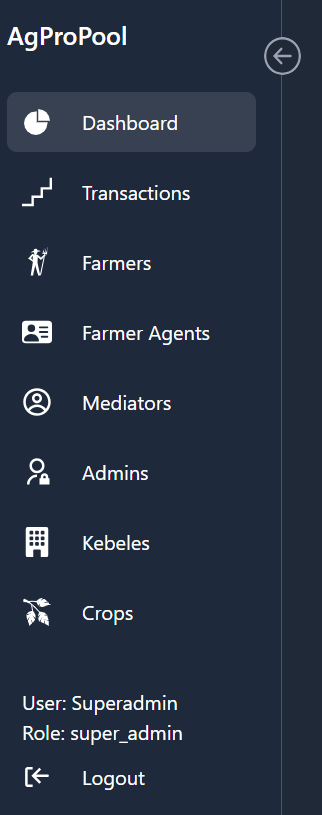 AgProPool
Dashboard
Transactions
Farmers
Farmer Agents
Mediators
Admins
Kebeles
Crops
User: Superadmin
Role: super_admin
Logout